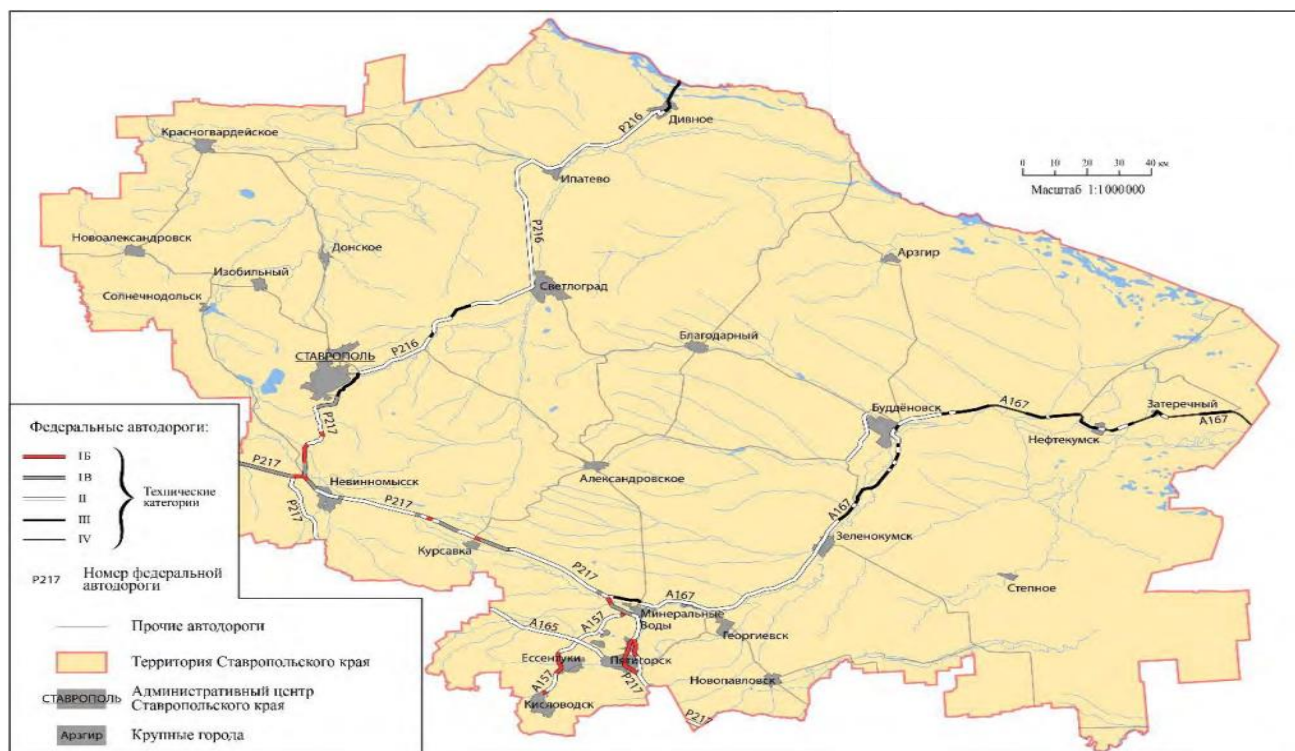 Р216
Дивное
Красногвардейское
Ипатево
0 10 20 30 40 км
Масштаб 1:1000000
Р216
Новоалександровск
Донское
Изобильный
Арзгир
Солнечнодольск
Светлоград
Благодарный
СТАВРОПОЛЬ
Р216
Р217
Буддёновск
А167
Затеречный
А167
Нефтекумск
Р217
Невинномысск
Александровское
Р217
Р217
А167
Зеленокумск
Курсавка
Р217
Степное
А167
Минеральные
Воды
А165
А157
Георгиевск
Ессентуки
Пятигорск
А157
Р217
Новопавловск
Кисловодск
Р217
Федеральные автодороги:
IБ
IВ
II
III
IV
Технические
категории
Р217
Номер федеральной
автодороги
Прочие автодороги
Территория Ставропольского края
СТАВРОПОЛЬ
Административный центр
Ставропольского края
Арзгир
Крупные города